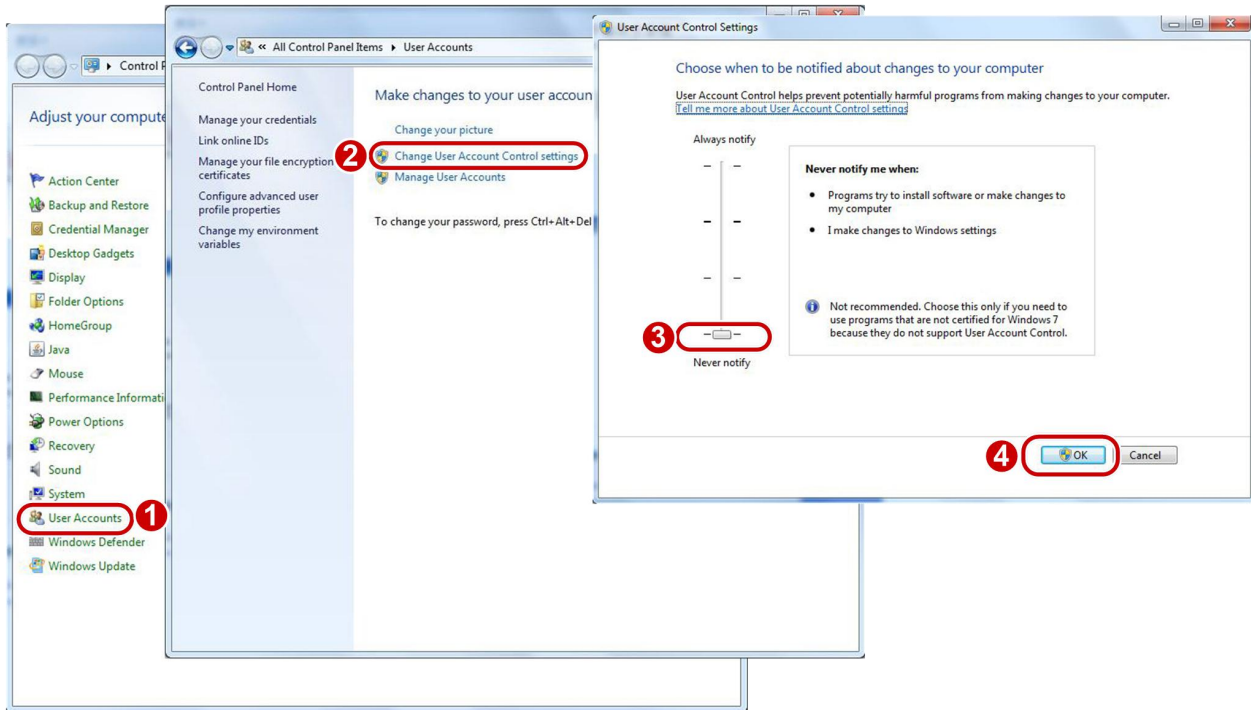 Control P
Adjust your compute
Action Center
Backup and Restore
Credential Manager
Desktop Gadgets
Display
Folder Options
HomeGroup
Java
Mouse
Performance Informati
Power Options
Recovery
Sound
System
User Accounts
1
Windows Defender
Windows Update
« All Control Panel Items User Accounts
Control Panel Home
Manage your credentials
Link online IDs
Manage your file encryption
certificates
Configure advanced user
profile properties
Change my environment
variables
Make changes to your user accoun
Change your picture
2
Change User Account Control settings
Manage User Accounts
To change your password, press Ctrl+Alt+Del
User Account Control Settings
Choose when to be notified about changes to your computer
User Account Control helps prevent potentially harmful programs from making changes to your computer.
Tell me more about User Account Control settings
Always notify
Never notify me when:
• Programs try to install software or make changes to
my computer
• I make changes to Windows settings
Not recommended. Choose this only if you need to
use programs that are not certified for Windows 7
because they do not support User Account Control.
3
Never notify
4
OK
Cancel